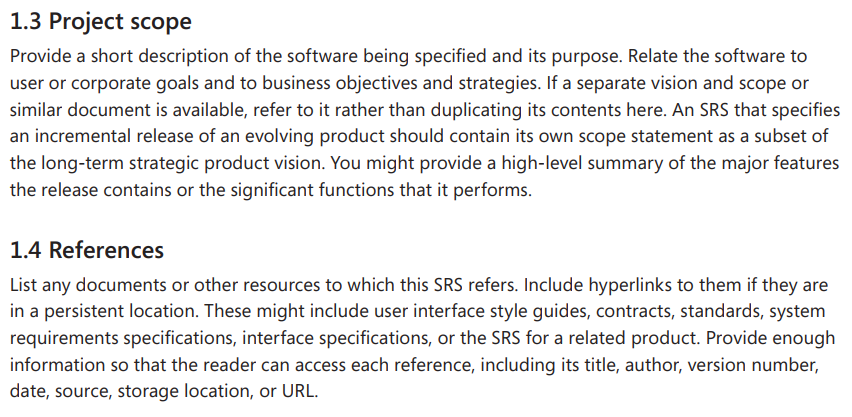 1.3 Project scope
Provide a short description of the software being specified and its purpose. Relate the software to
user or corporate goals and to business objectives and strategies. If a separate vision and scope or
similar document is available, refer to it rather than duplicating its contents here. An SRS that specifies
an incremental release of an evolving product should contain its own scope statement as a subset of
the long-term strategic product vision. You might provide a high-level summary of the major features
the release contains or the significant functions that it performs.
1.4 References
List any documents or other resources to which this SRS refers. Include hyperlinks to them if they are
in a persistent location. These might include user interface style guides, contracts, standards, system
requirements specifications, interface specifications, or the SRS for a related product. Provide enough
information so that the reader can access each reference, including its title, author, version number,
date, source, storage location, or URL.